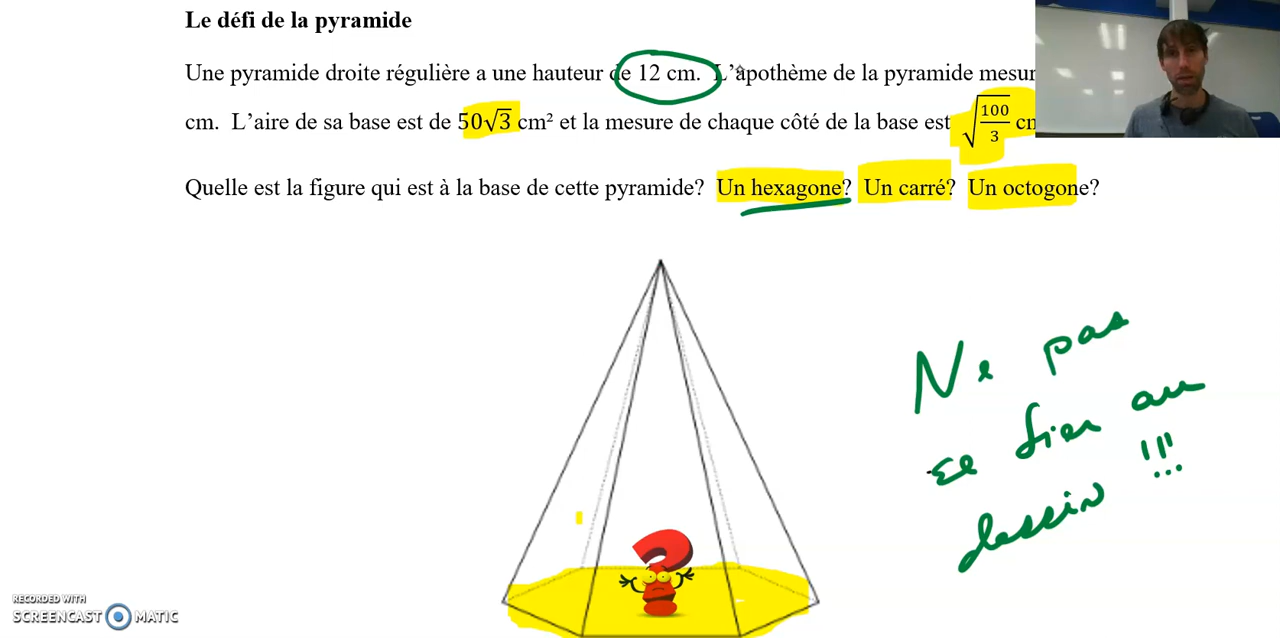 Le défi de la pyramide
Une pyramide droite régulière a une hauteur de 12 cm. L’apothème de la pyramide mesur
cm. L’aire de sa base est de 50√3 cm² et la mesure de chaque côté de la base est √(100/3) cm
Quelle est la figure qui est à la base de cette pyramide? Un hexagone? Un carré? Un octogone?
Ne pas
se fier au
dessin !!!
RECORDED WITH
SCREENCAST MATIC